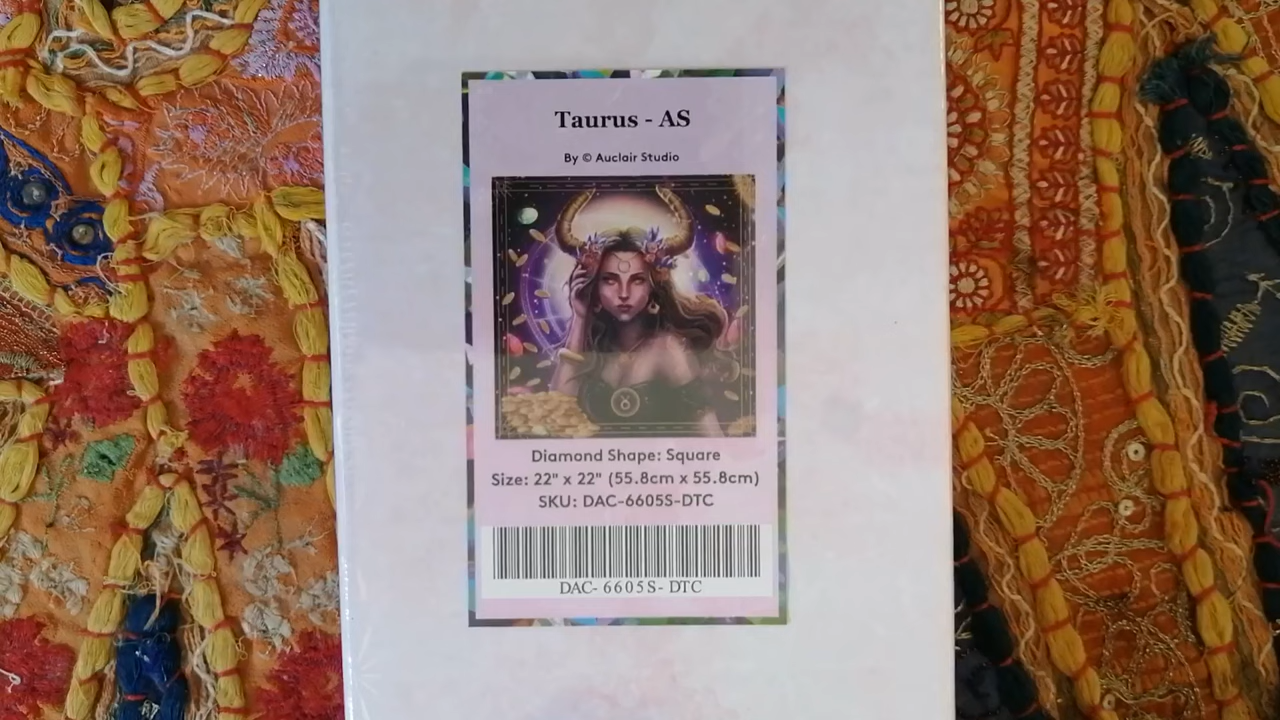 Taurus - AS
By © Auclair Studio
Diamond Shape: Square
Size: 22" x 22" (55.8cm x 55.8cm)
SKU: DAC-6605S-DTC
DAC- 6605S- DTC